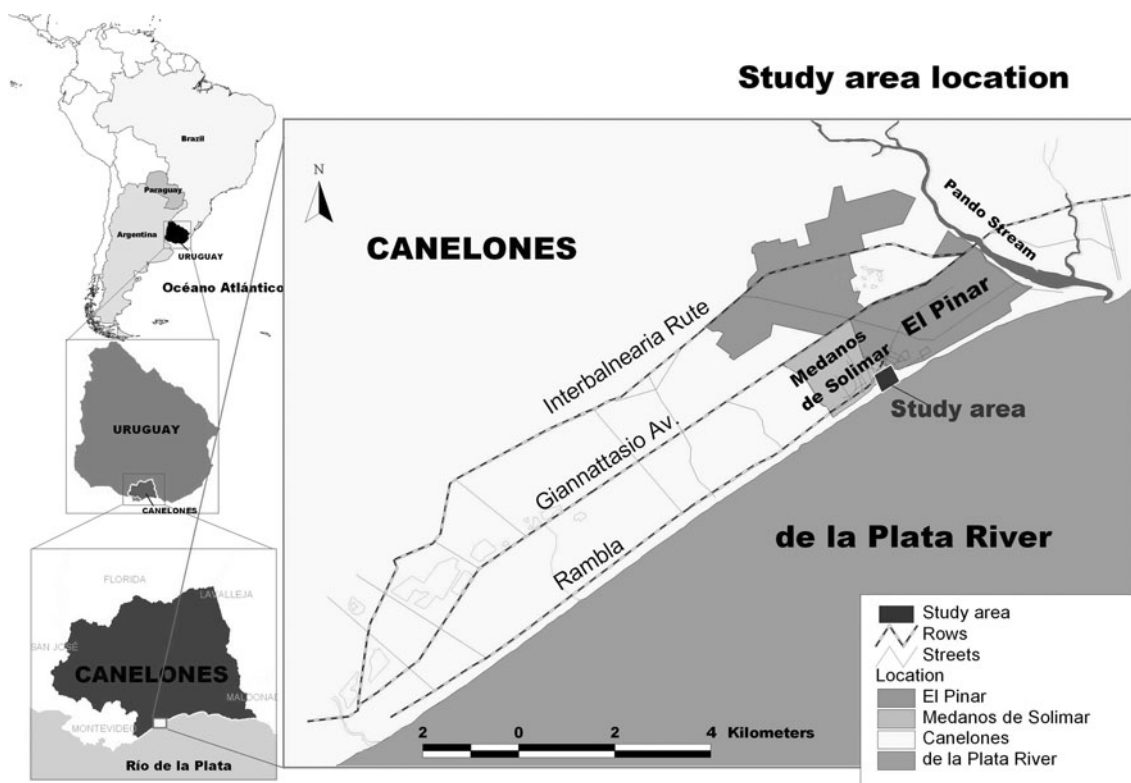 Study area location
Brazil
Paraguay
Argentina
URUGUAY
Océano Atlántico
URUGUAY
CANELONES
FLORIDA
LAVALLEJA
SAN JOSÉ
CANELONES
MALDONAD
MONTEVIDEO
Río de la Plata
N
CANELONES
Pando Stream
Interbalnearia Rute
El Pinar
Medanos
de Solimar
Study area
Giannattasio Av.
Rambla
de la Plata River
2 0 2 4 Kilometers
Study area
Rows
Streets
Location
El Pinar
Medanos de Solimar
Canelones
de la Plata River